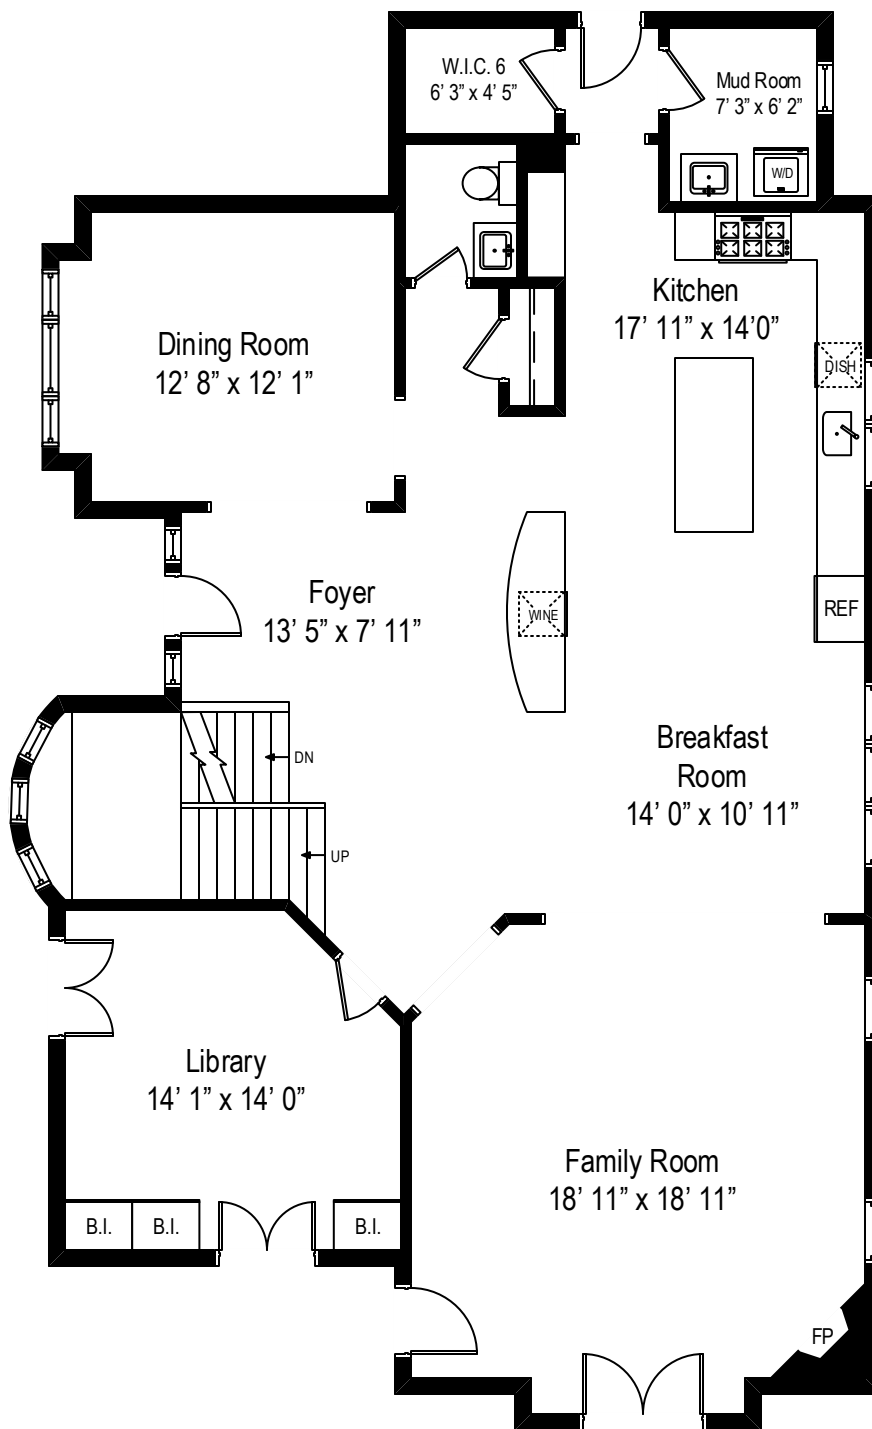 W.I.C. 6
6’ 3” x 4’ 5”
Mud Room
7’ 3” x 6’ 2”
W/D
Kitchen
17’ 11” x 14’0”
Dining Room
12’ 8” x 12’ 1”
DISH
Foyer
13’ 5” x 7’ 11”
WINE
REF
Breakfast
Room
14’ 0” x 10’ 11”
DN
UP
Library
14’ 1” x 14’ 0”
Family Room
18’ 11” x 18’ 11”
B.I.
B.I.
B.I.
FP